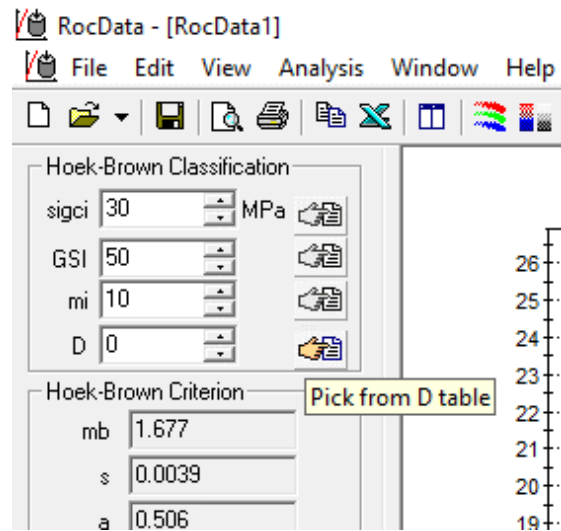 RocData - [RocData1]
File Edit View Analysis Window Help
Hoek-Brown Classification
sigci 30 MPa
GSI 50
mi 10
D 0
Pick from D table
Hoek-Brown Criterion
mb 1.677
s 0.0039
a 0.506
26
25
24
23
22
21
20
19